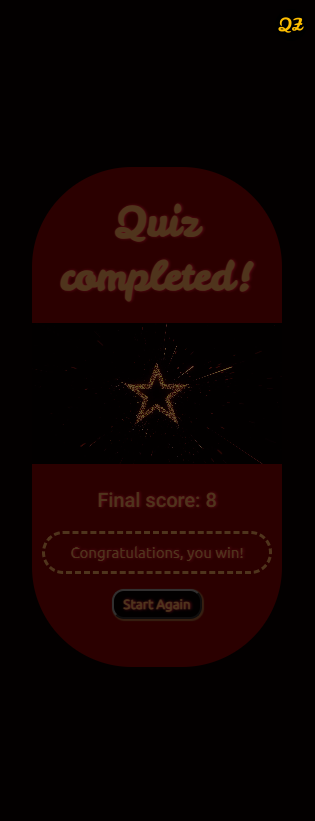 QZ
Quiz
completed!
Final score: 8
Congratulations, you win!
Start Again